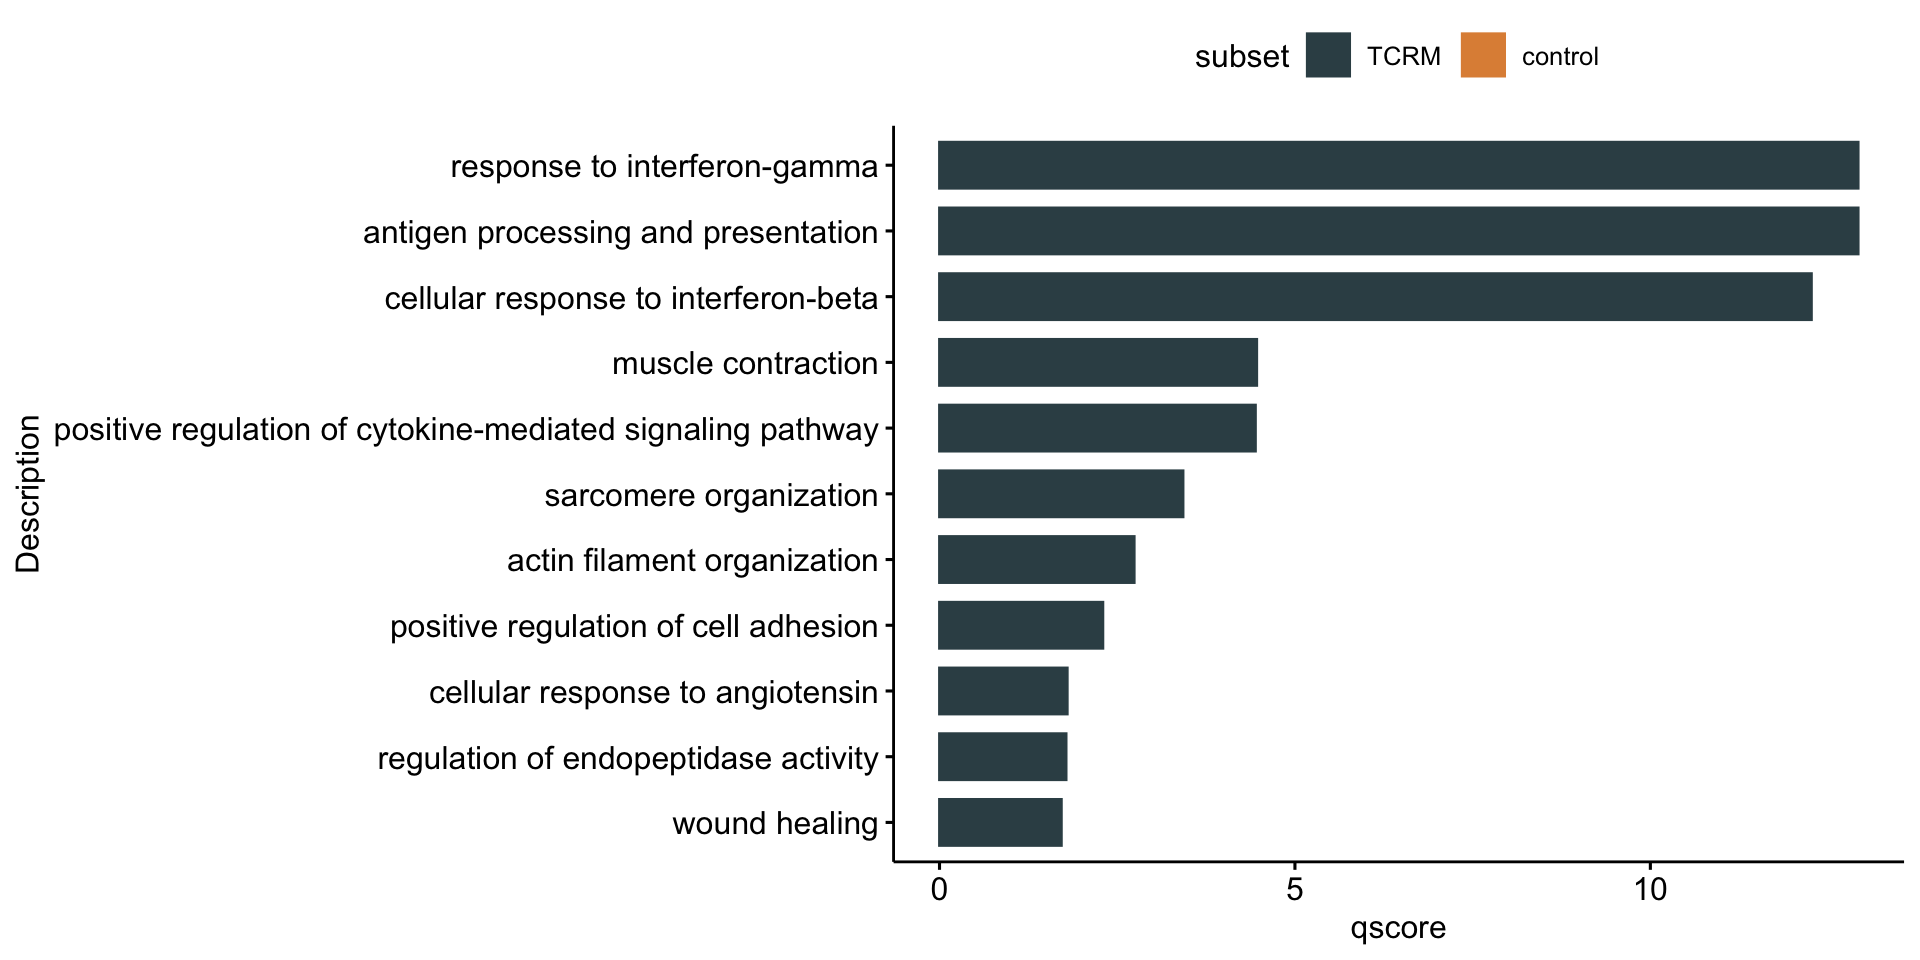 subset TCRM control
response to interferon-gamma
antigen processing and presentation
cellular response to interferon-beta
muscle contraction
positive regulation of cytokine-mediated signaling pathway
sarcomere organization
actin filament organization
positive regulation of cell adhesion
cellular response to angiotensin
regulation of endopeptidase activity
wound healing
Description
0 5 10
qscore